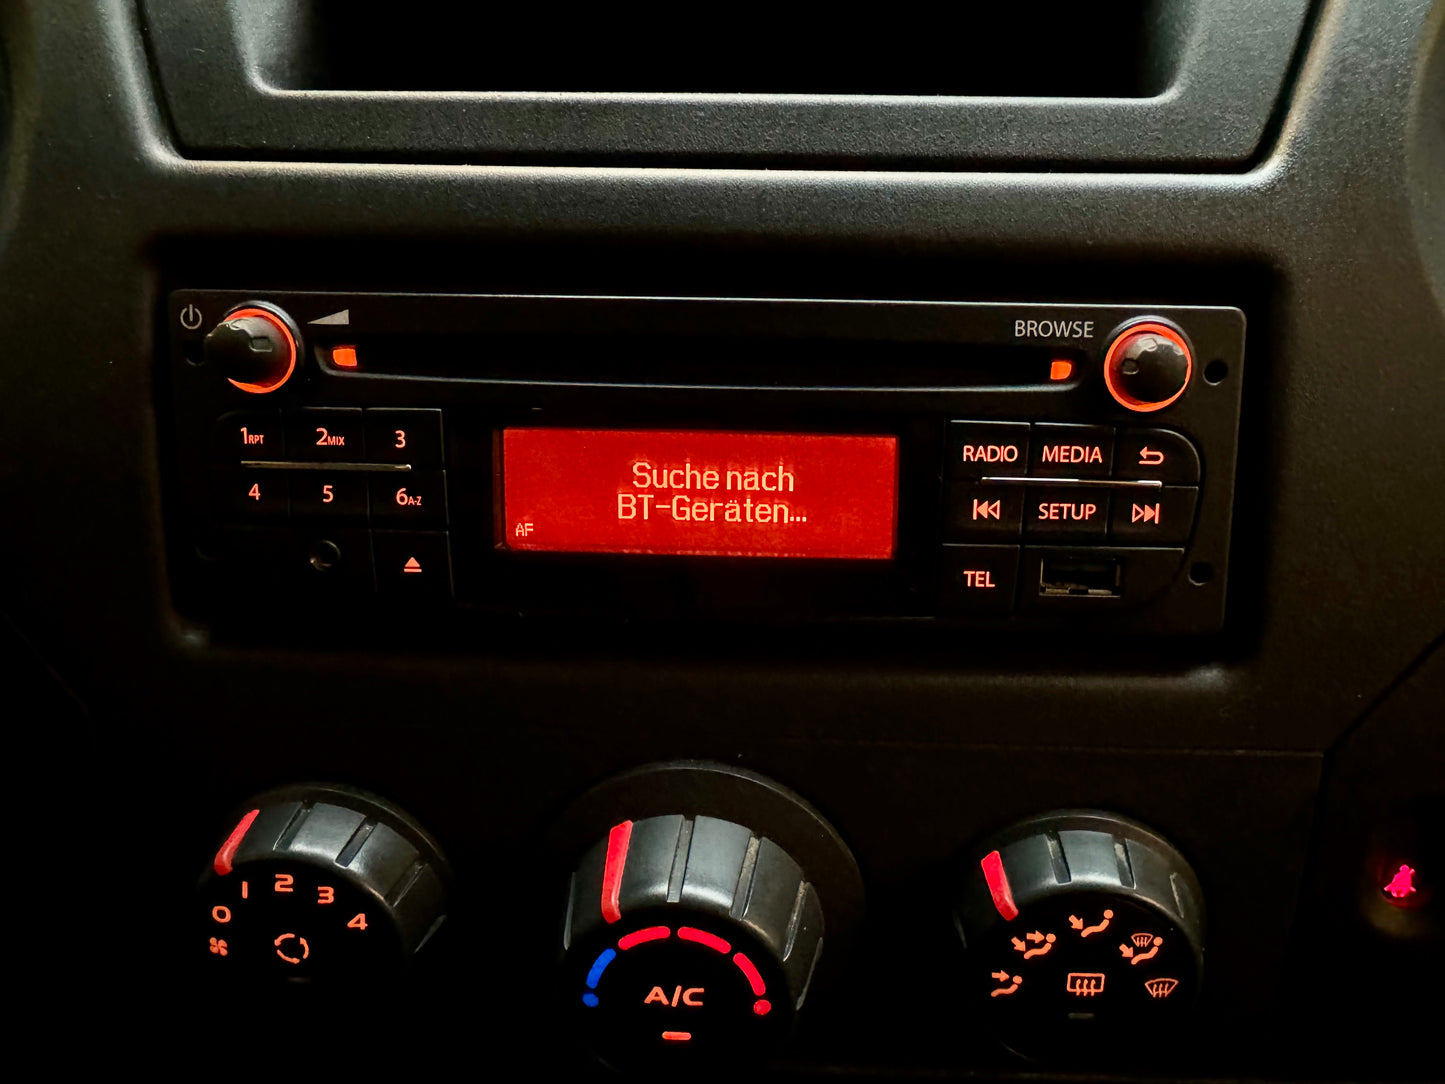 BROWSE
1RPT 2MIX 3
4 5 6A-Z
Suche nach
BT-Geräten...
AF
RADIO MEDIA
SETUP
TEL
0 1 2 3 4
A/C